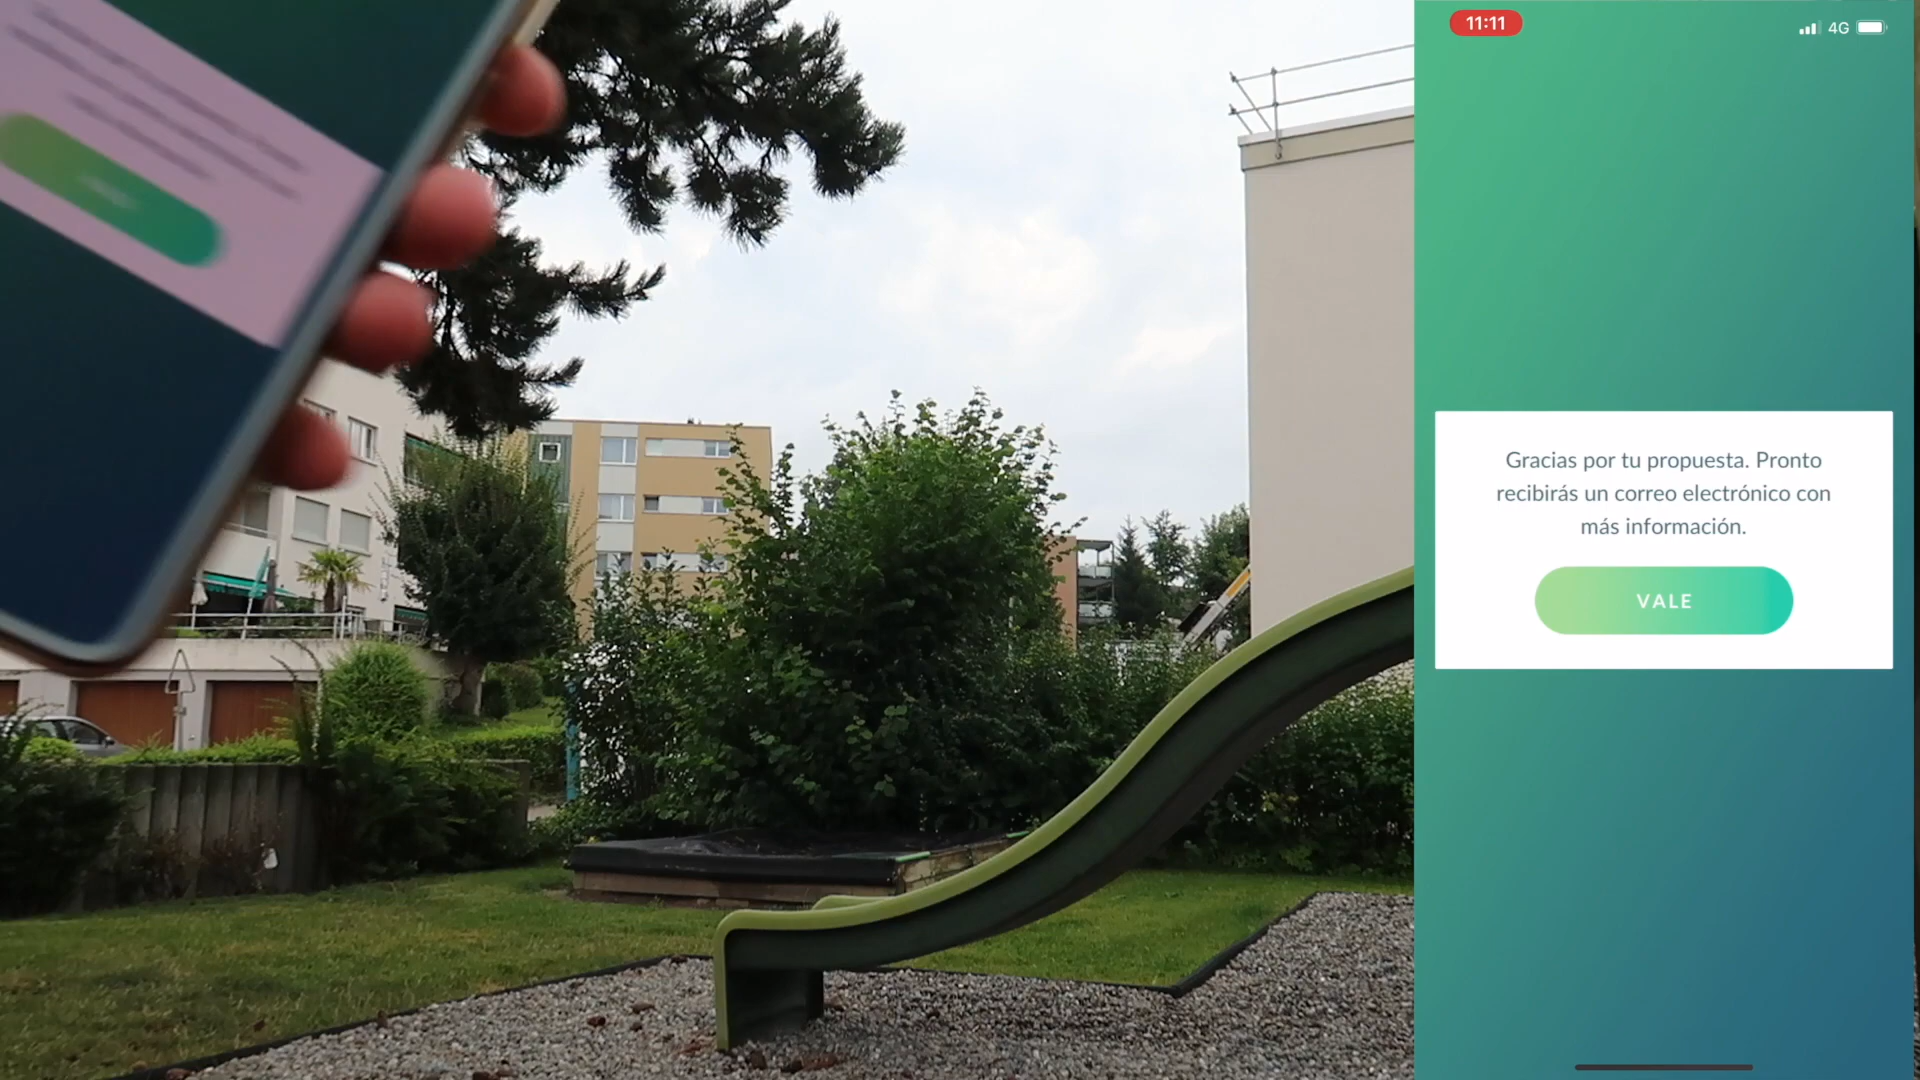 11:11
4G
Gracias por tu propuesta. Pronto
recibirás un correo electrónico con
más información.
VALE